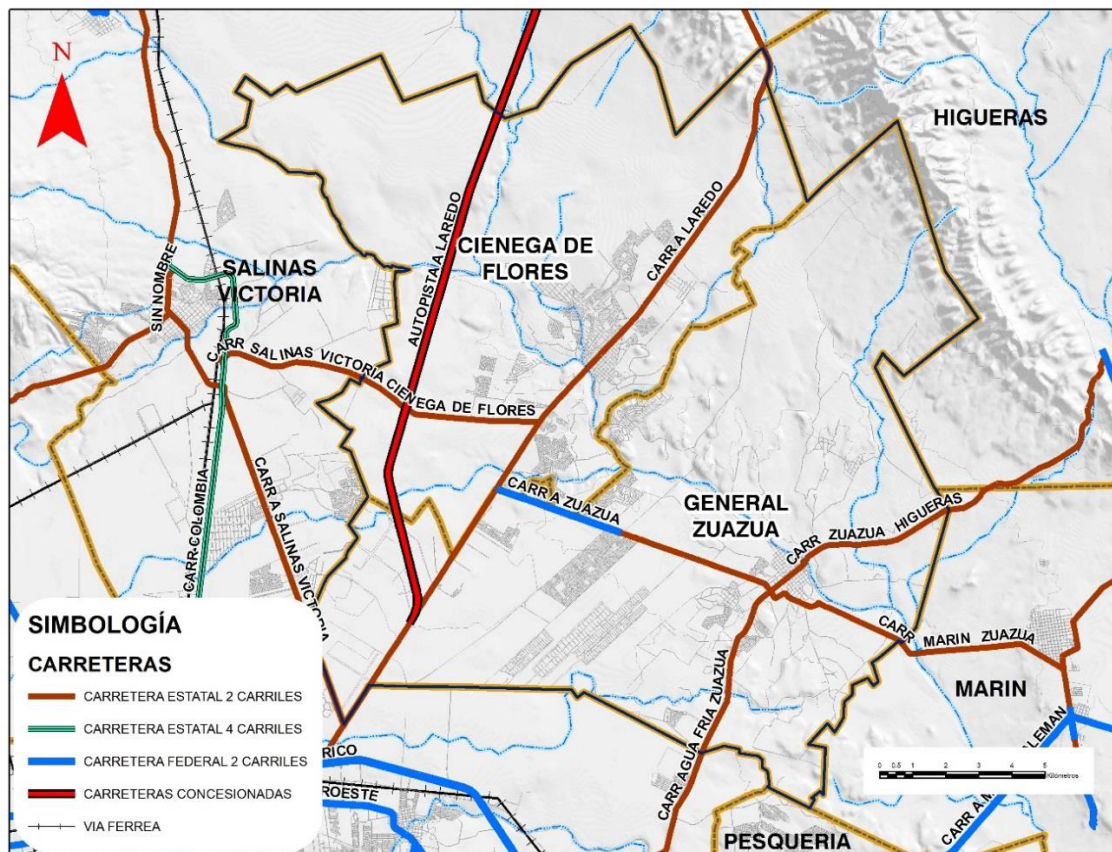 N
HIGUERAS
CIENEGA DE
FLORES
AUTOPISTA A LAREDO
CARR A LAREDO
SIN NOMBRE
SALINAS
VICTORIA
CARR SALINAS VICTORIA CIENEGA DE FLORES
CARR COLOMBIA
CARR A SALINAS VICTORIA
CARR A ZUAZUA
GENERAL
ZUAZUA
CARR ZUAZUA HIGUERAS
CARR MARIN ZUAZUA
MARIN
CARR AGUA FRIA ZUAZUA
CARR A M
ALEMAN
0 0.5 1 2 3 4 5
Kilómetros
PESQUERIA
RICO
ROESTE
SIMBOLOGÍA
CARRETERAS
CARRETERA ESTATAL 2 CARRILES
CARRETERA ESTATAL 4 CARRILES
CARRETERA FEDERAL 2 CARRILES
CARRETERAS CONCESIONADAS
VIA FERREA